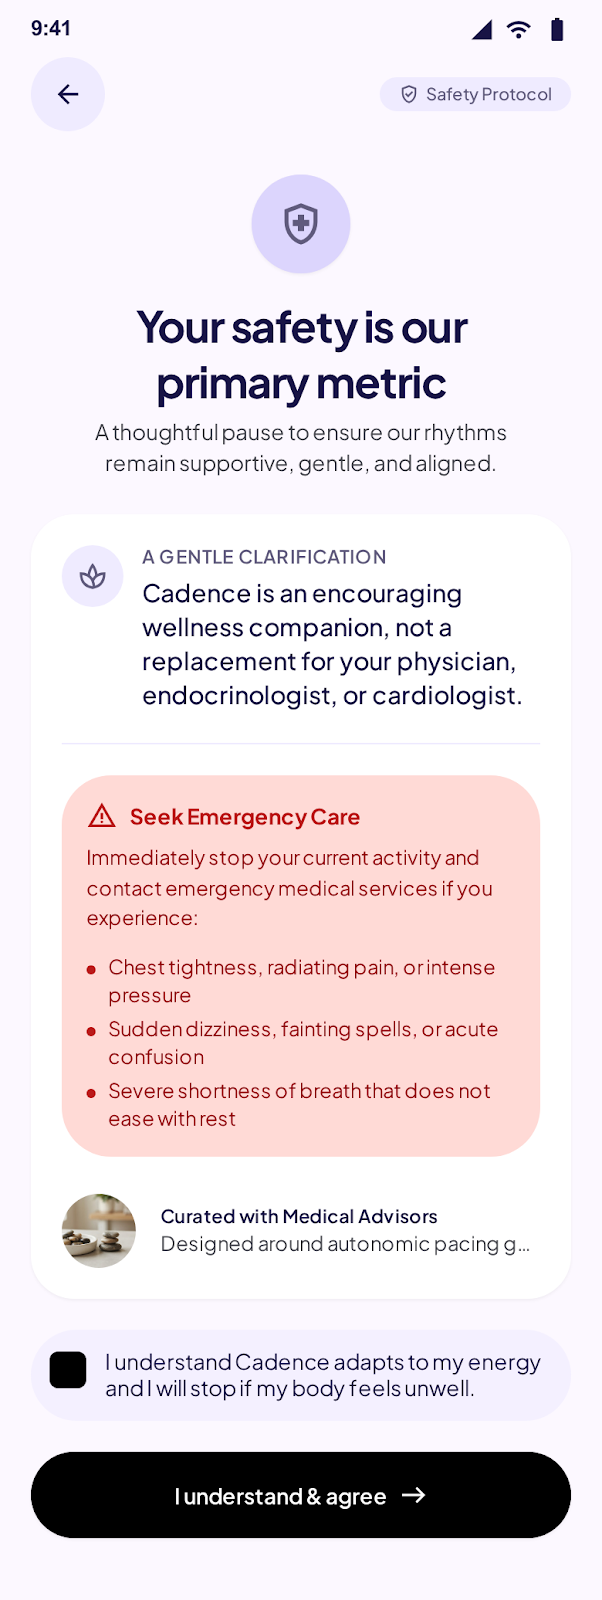 9:41
Safety Protocol
Your safety is our
primary metric
A thoughtful pause to ensure our rhythms
remain supportive, gentle, and aligned.
A GENTLE CLARIFICATION
Cadence is an encouraging
wellness companion, not a
replacement for your physician,
endocrinologist, or cardiologist.
Seek Emergency Care
Immediately stop your current activity and
contact emergency medical services if you
experience:
Chest tightness, radiating pain, or intense
pressure
Sudden dizziness, fainting spells, or acute
confusion
Severe shortness of breath that does not
ease with rest
Curated with Medical Advisors
Designed around autonomic pacing g...
I understand Cadence adapts to my energy
and I will stop if my body feels unwell.
I understand & agree